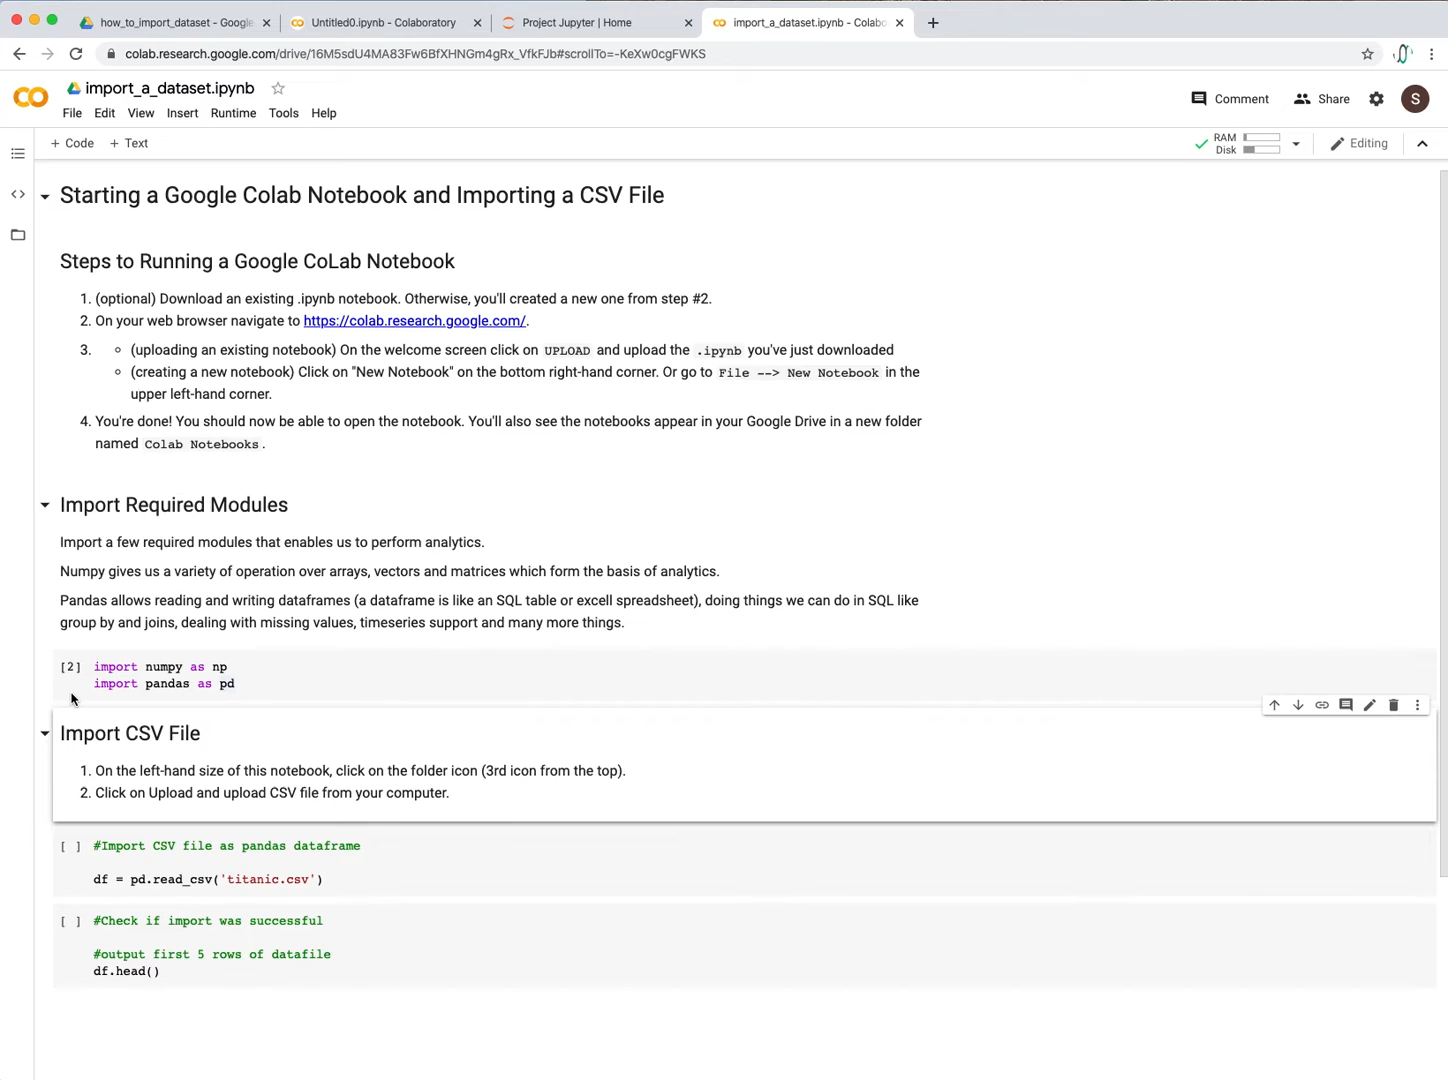 how_to_import_dataset - Google
Untitled0.ipynb - Colaboratory
Project Jupyter | Home
import_a_dataset.ipynb - Colabo
colab.research.google.com/drive/16M5sdU4MA83Fw6BfXHNGm4gRx_VfkFJb#scrollTo=-KeXw0cgFWKS
import_a_dataset.ipynb
Comment
Share
S
File Edit View Insert Runtime Tools Help
+ Code + Text
RAM
Disk
Editing
Starting a Google Colab Notebook and Importing a CSV File
Steps to Running a Google CoLab Notebook
1. (optional) Download an existing .ipynb notebook. Otherwise, you'll created a new one from step #2.
2. On your web browser navigate to https://colab.research.google.com/.
3. ◦ (uploading an existing notebook) On the welcome screen click on UPLOAD and upload the .ipynb you've just downloaded
◦ (creating a new notebook) Click on "New Notebook" on the bottom right-hand corner. Or go to File --> New Notebook in the
upper left-hand corner.
4. You're done! You should now be able to open the notebook. You'll also see the notebooks appear in your Google Drive in a new folder
named Colab Notebooks.
Import Required Modules
Import a few required modules that enables us to perform analytics.
Numpy gives us a variety of operation over arrays, vectors and matrices which form the basis of analytics.
Pandas allows reading and writing dataframes (a dataframe is like an SQL table or excell spreadsheet), doing things we can do in SQL like
group by and joins, dealing with missing values, timeseries support and many more things.
[2] import numpy as np
import pandas as pd
Import CSV File
1. On the left-hand size of this notebook, click on the folder icon (3rd icon from the top).
2. Click on Upload and upload CSV file from your computer.
[ ] #Import CSV file as pandas dataframe
df = pd.read_csv('titanic.csv')
[ ] #Check if import was successful
#output first 5 rows of datafile
df.head()